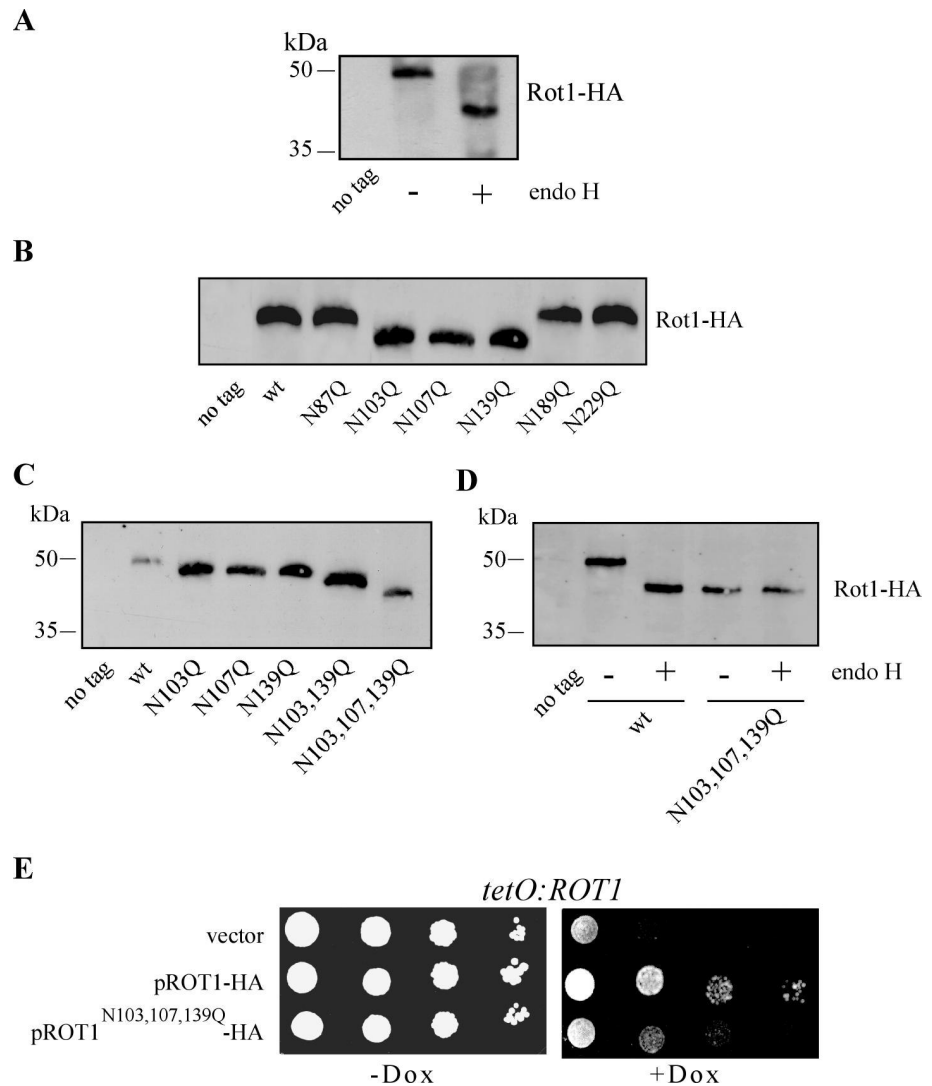 A
kDa
50
35
Rot1-HA
no tag - + endo H
B
Rot1-HA
no tag wt N87Q N103Q N107Q N139Q N189Q N229Q
C
kDa
50
35
no tag wt N103Q N107Q N139Q N103,139Q N103,107,139Q
D
kDa
50
35
Rot1-HA
no tag - + - + endo H
wt N103,107,139Q
E
tetO:ROT1
vector
pROT1-HA
pROT1N103,107,139Q-HA
-Dox +Dox